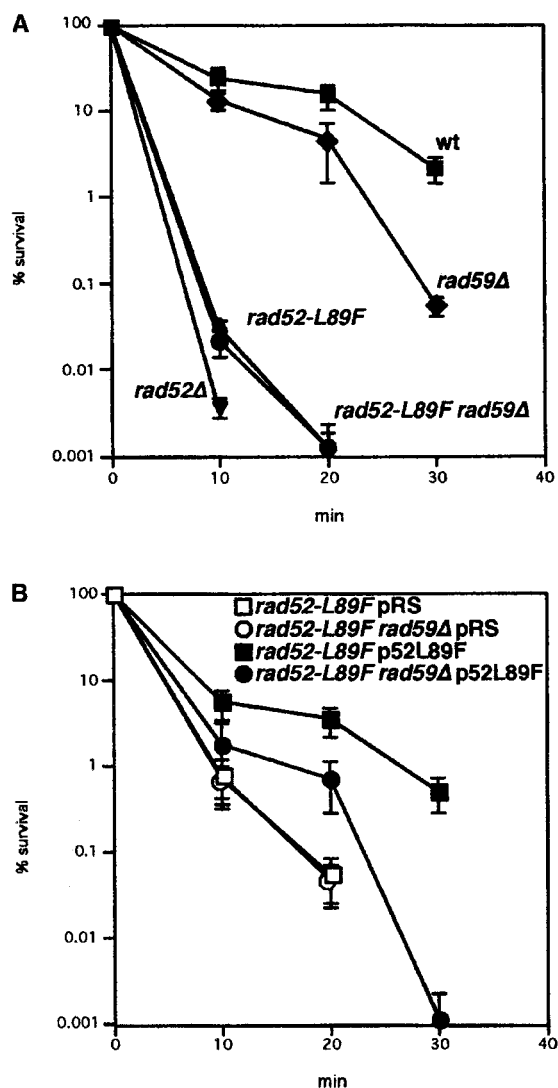 A
100
10
1
0.1
0.01
0.001
% survival
wt
rad59Δ
rad52-L89F
rad52Δ
rad52-L89F rad59Δ
0
10
20
30
40
min
B
100
10
1
0.1
0.01
0.001
% survival
rad52-L89F pRS
rad52-L89F rad59Δ pRS
rad52-L89F p52L89F
rad52-L89F rad59Δ p52L89F
0
10
20
30
40
min